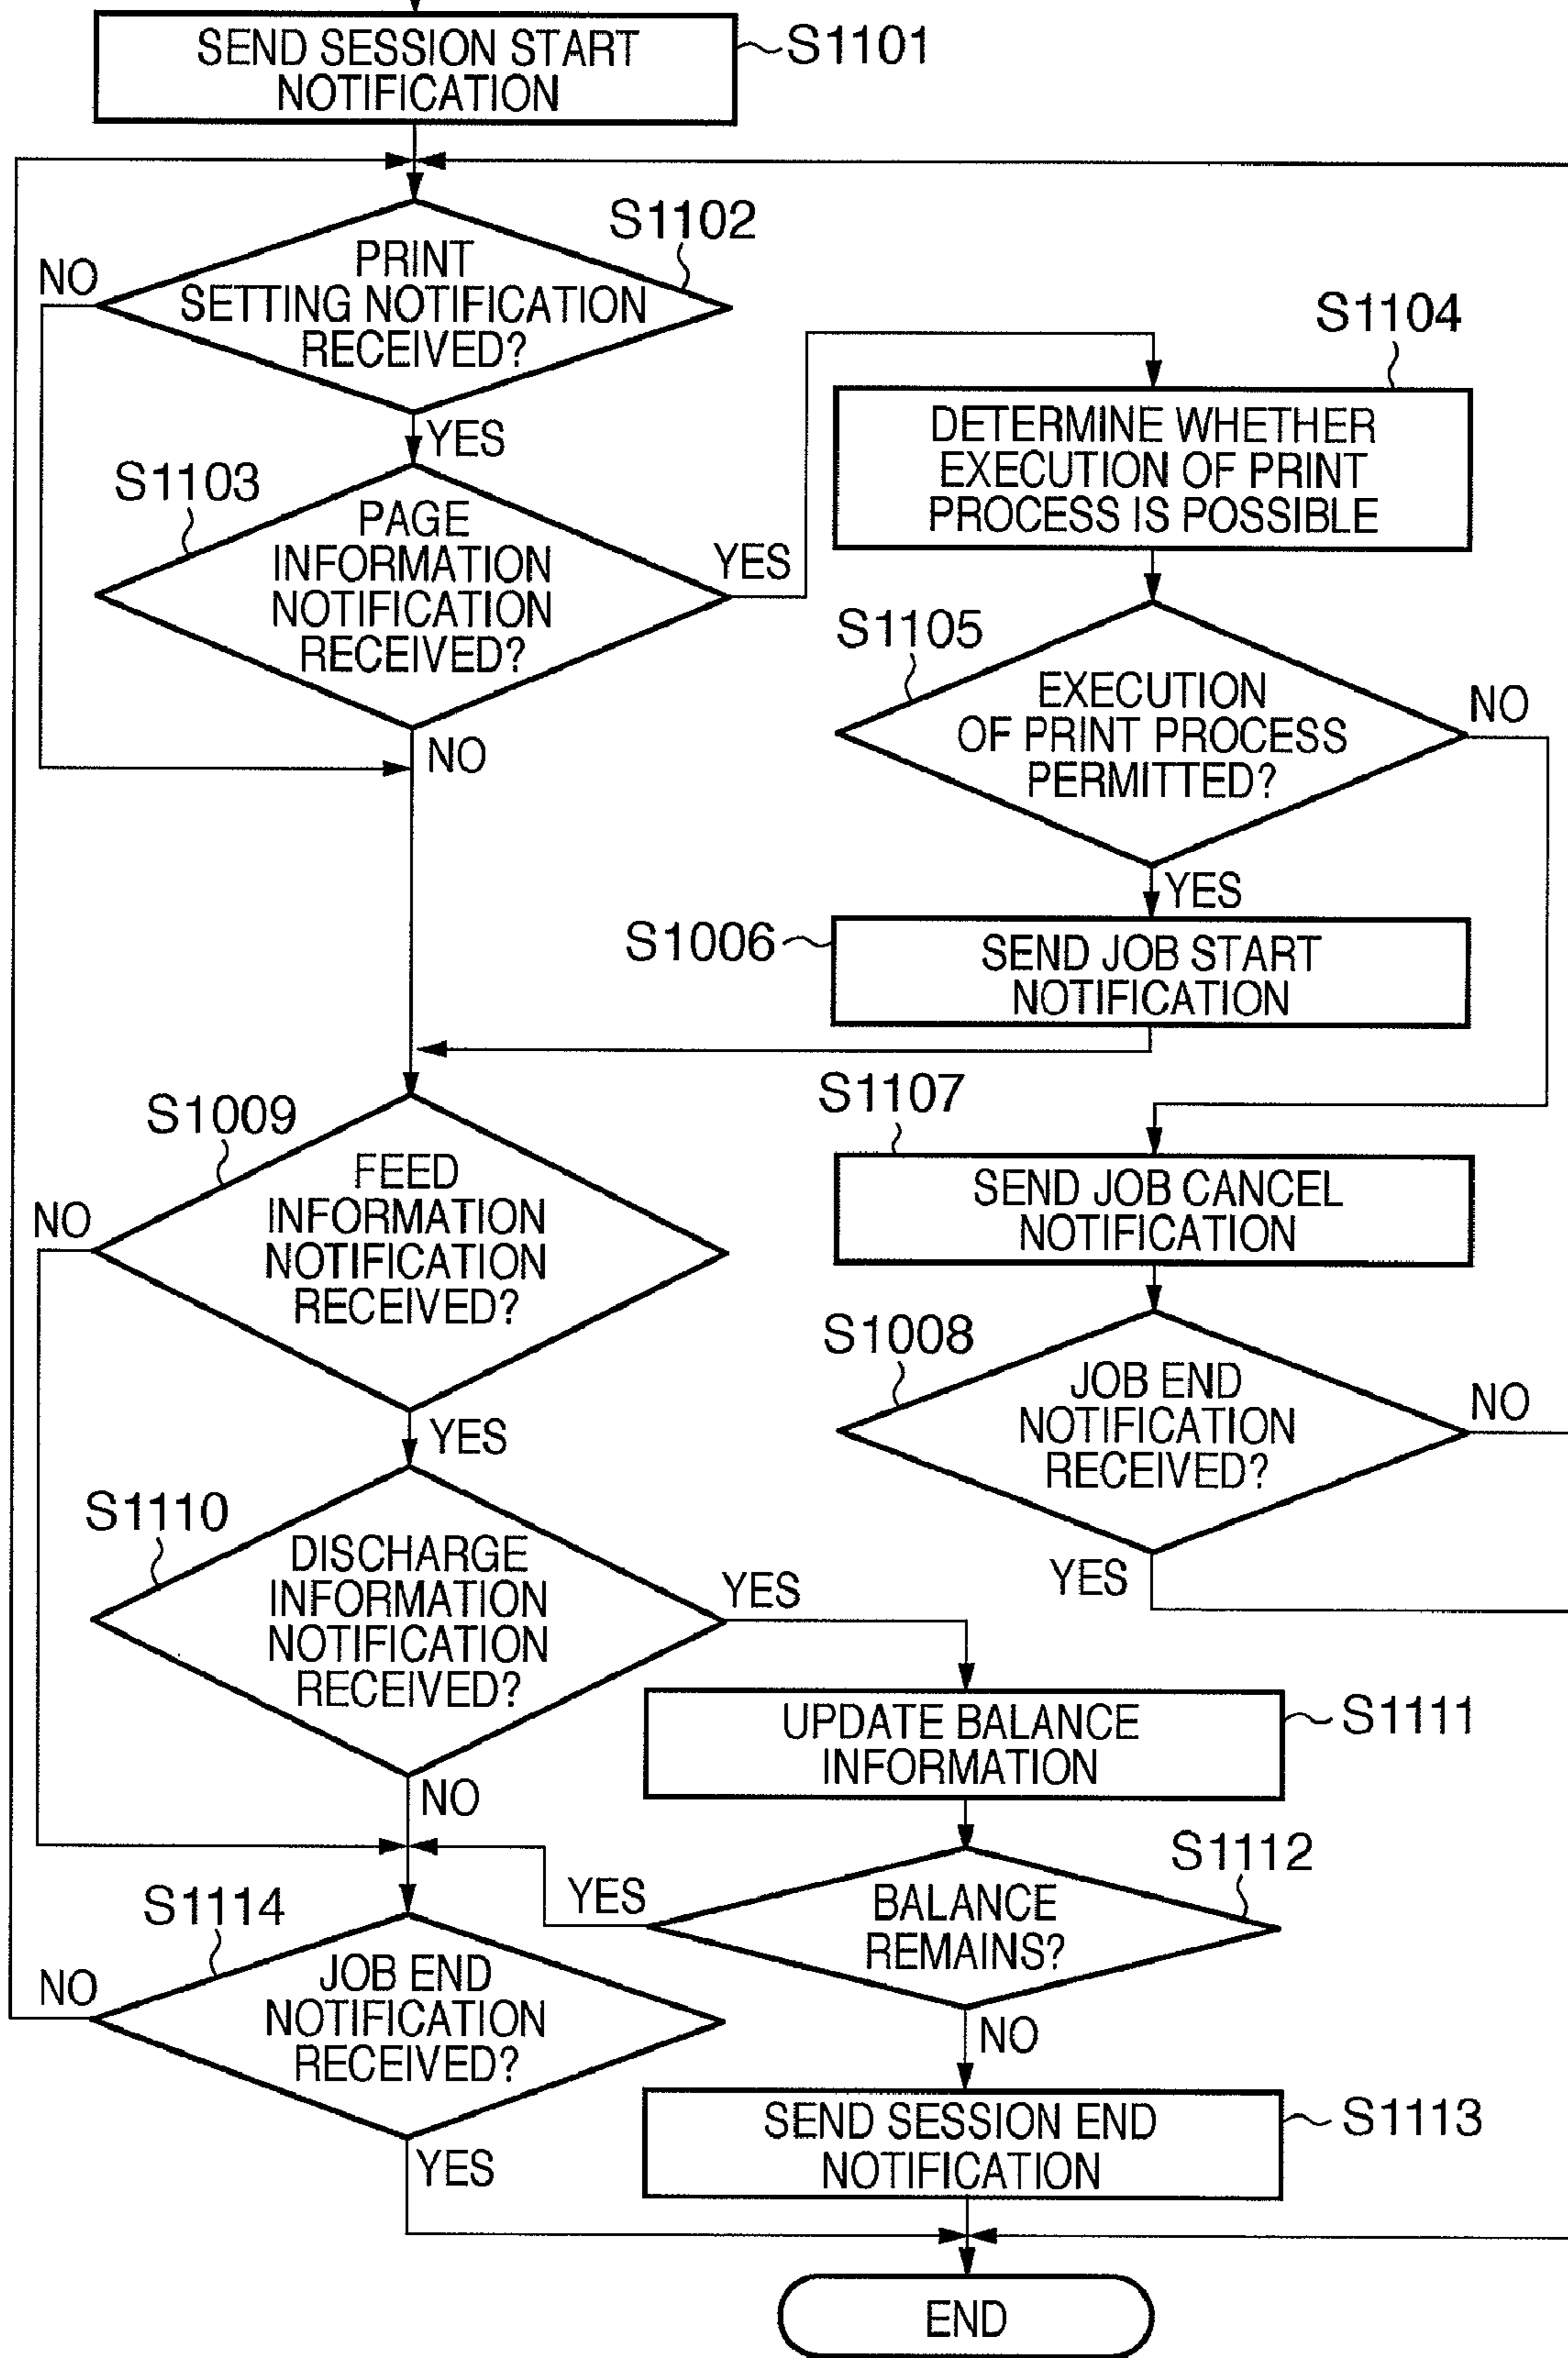 SEND SESSION START
NOTIFICATION
S1101
S1102
NO
PRINT
SETTING NOTIFICATION
RECEIVED?
YES
S1103
PAGE
INFORMATION
NOTIFICATION
RECEIVED?
YES
NO
S1104
DETERMINE WHETHER
EXECUTION OF PRINT
PROCESS IS POSSIBLE
S1105
EXECUTION
OF PRINT PROCESS
PERMITTED?
NO
YES
S1006
SEND JOB START
NOTIFICATION
S1107
SEND JOB CANCEL
NOTIFICATION
S1008
JOB END
NOTIFICATION
RECEIVED?
NO
YES
S1009
NO
FEED
INFORMATION
NOTIFICATION
RECEIVED?
YES
S1110
DISCHARGE
INFORMATION
NOTIFICATION
RECEIVED?
YES
NO
UPDATE BALANCE
INFORMATION
S1111
S1112
YES
BALANCE
REMAINS?
NO
S1114
NO
JOB END
NOTIFICATION
RECEIVED?
YES
SEND SESSION END
NOTIFICATION
S1113
END